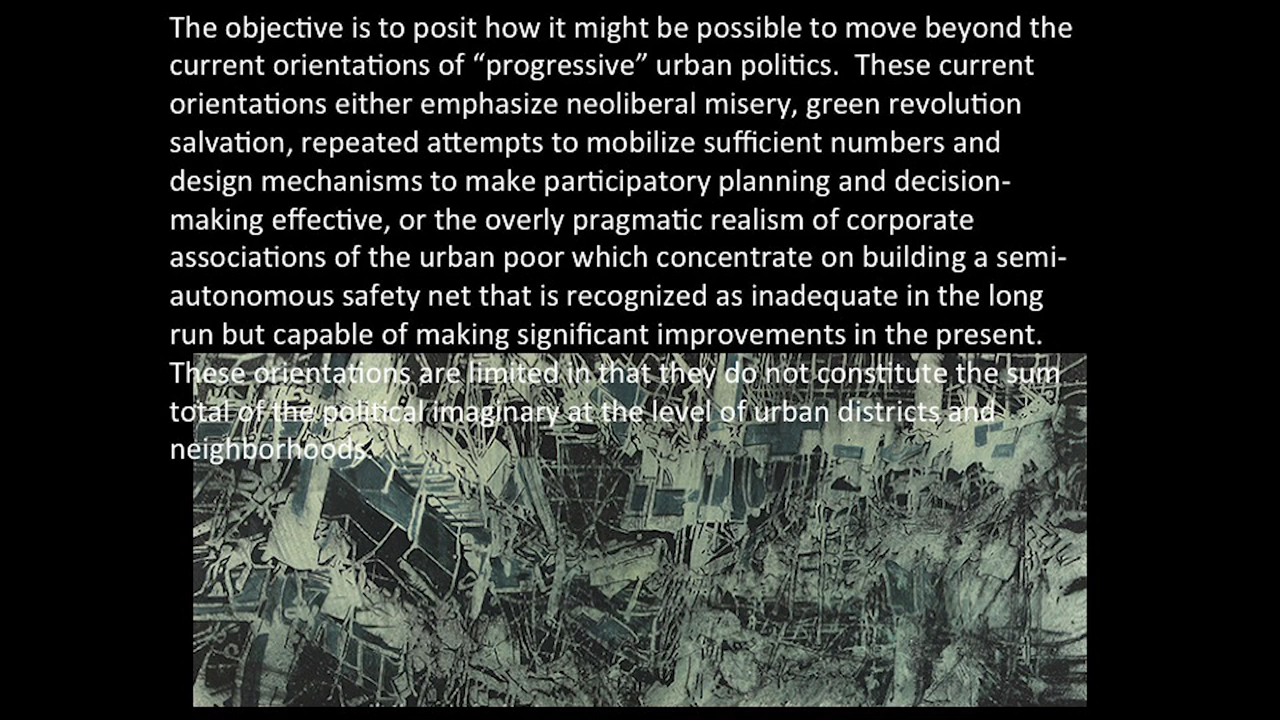 The objective is to posit how it might be possible to move beyond the
current orientations of “progressive” urban politics.  These current
orientations either emphasize neoliberal misery, green revolution
salvation, repeated attempts to mobilize sufficient numbers and
design mechanisms to make participatory planning and decision-
making effective, or the overly pragmatic realism of corporate
associations of the urban poor which concentrate on building a semi-
autonomous safety net that is recognized as inadequate in the long
run but capable of making significant improvements in the present.
These orientations are limited in that they do not constitute the sum
total of the political imaginary at the level of urban districts and
neighborhoods.